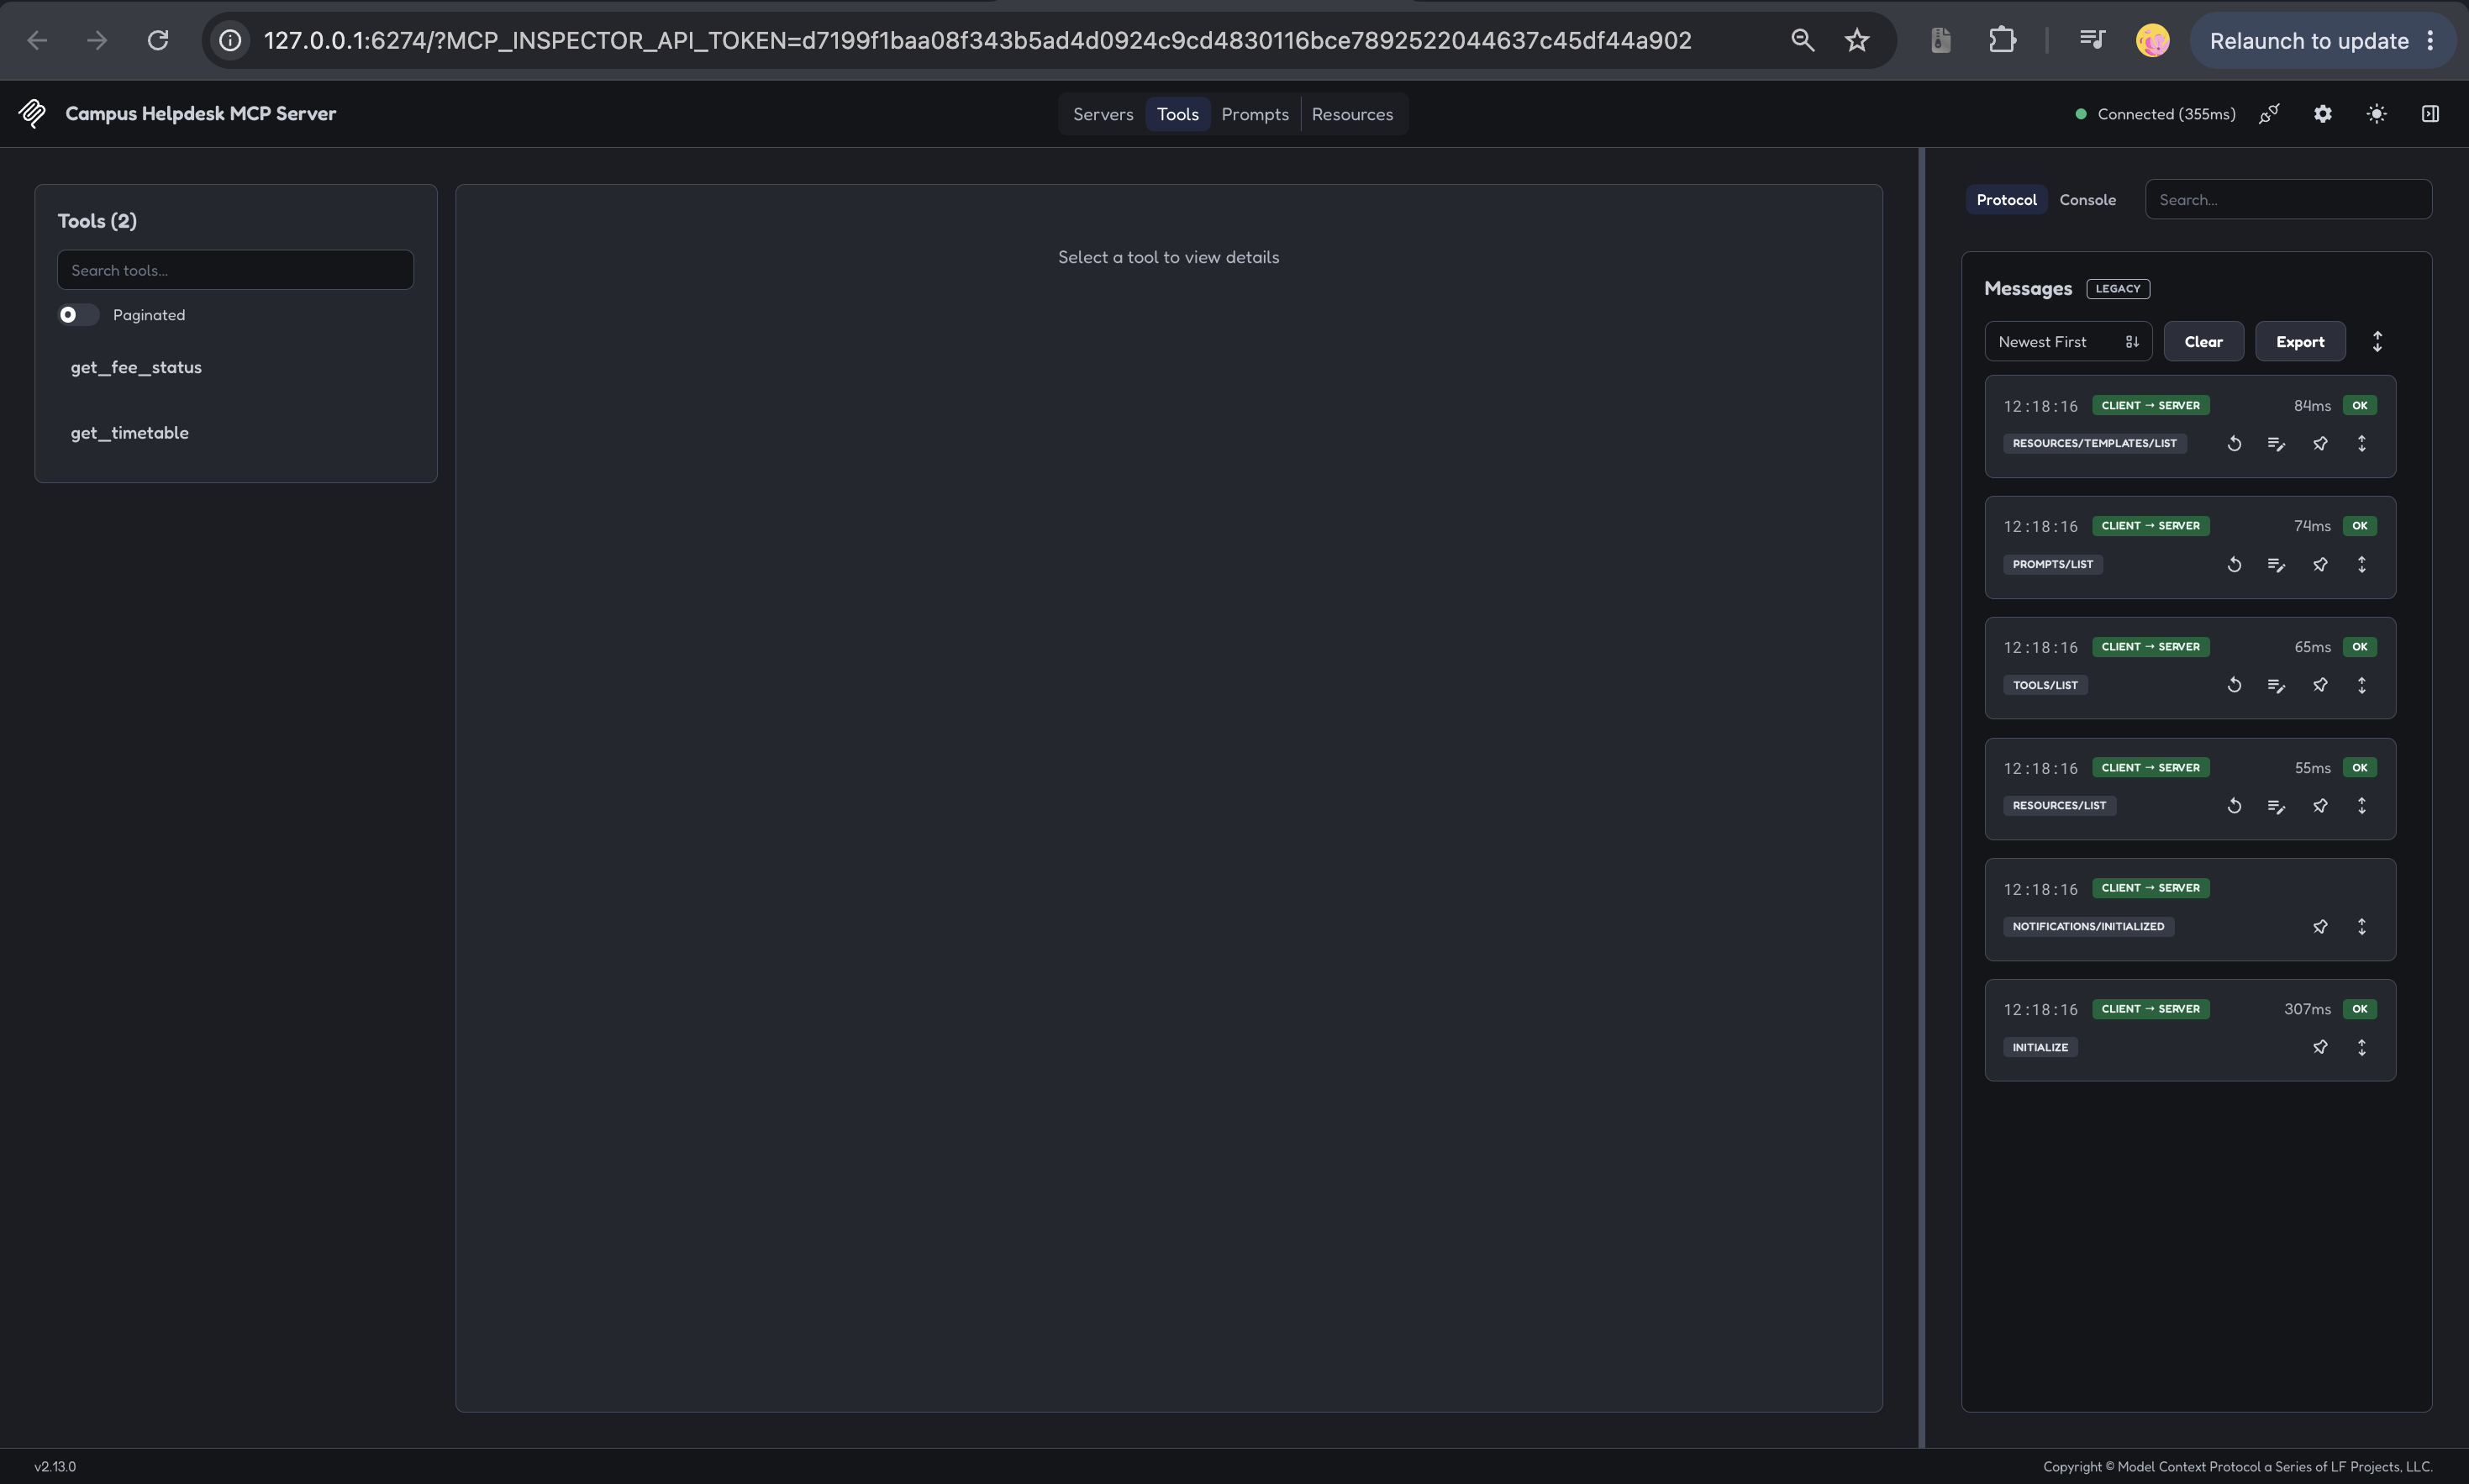 127.0.0.1:6274/?MCP_INSPECTOR_API_TOKEN=d7199f1baa08f343b5ad4d0924c9cd4830116bce7892522044637c45df44a902
Relaunch to update
Campus Helpdesk MCP Server
Servers Tools Prompts Resources
Connected (355ms)
Tools (2)
Search tools...
Paginated
get_fee_status
get_timetable
Select a tool to view details
Protocol Console Search...
Messages LEGACY
Newest First Clear Export
12:18:16 CLIENT → SERVER 84ms OK
RESOURCES/TEMPLATES/LIST
12:18:16 CLIENT → SERVER 74ms OK
PROMPTS/LIST
12:18:16 CLIENT → SERVER 65ms OK
TOOLS/LIST
12:18:16 CLIENT → SERVER 55ms OK
RESOURCES/LIST
12:18:16 CLIENT → SERVER
NOTIFICATIONS/INITIALIZED
12:18:16 CLIENT → SERVER 307ms OK
INITIALIZE
v2.13.0
Copyright © Model Context Protocol a Series of LF Projects, LLC.